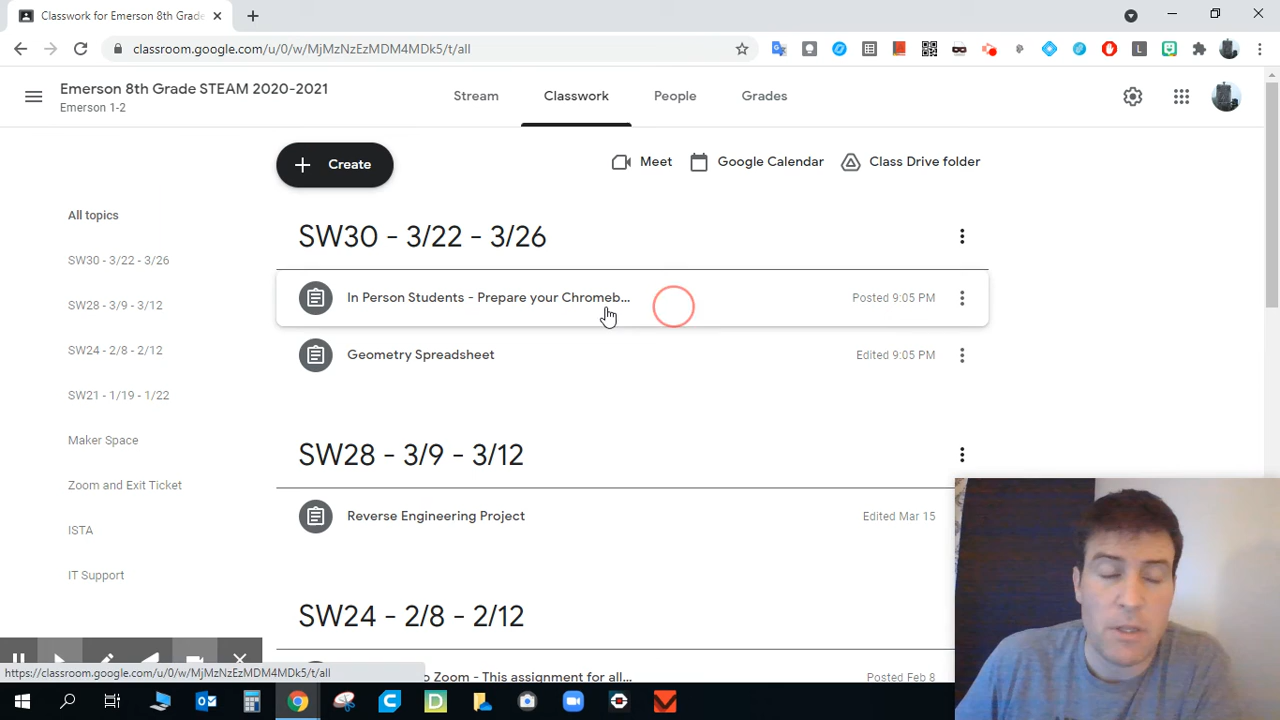 Classwork for Emerson 8th Grade
classroom.google.com/u/0/w/MjMzNzEzMDM4MDk5/t/all
Emerson 8th Grade STEAM 2020-2021
Emerson 1-2
Stream
Classwork
People
Grades
Create
Meet
Google Calendar
Class Drive folder
All topics
SW30 - 3/22 - 3/26
SW28 - 3/9 - 3/12
SW24 - 2/8 - 2/12
SW21 - 1/19 - 1/22
Maker Space
Zoom and Exit Ticket
ISTA
IT Support
SW30 - 3/22 - 3/26
In Person Students - Prepare your Chromeb...
Posted 9:05 PM
Geometry Spreadsheet
Edited 9:05 PM
SW28 - 3/9 - 3/12
Reverse Engineering Project
Edited Mar 15
SW24 - 2/8 - 2/12
Zoom - This assignment for all...
Posted Feb 8
https://classroom.google.com/u/0/w/MjMzNzEzMDM4MDk5/t/all